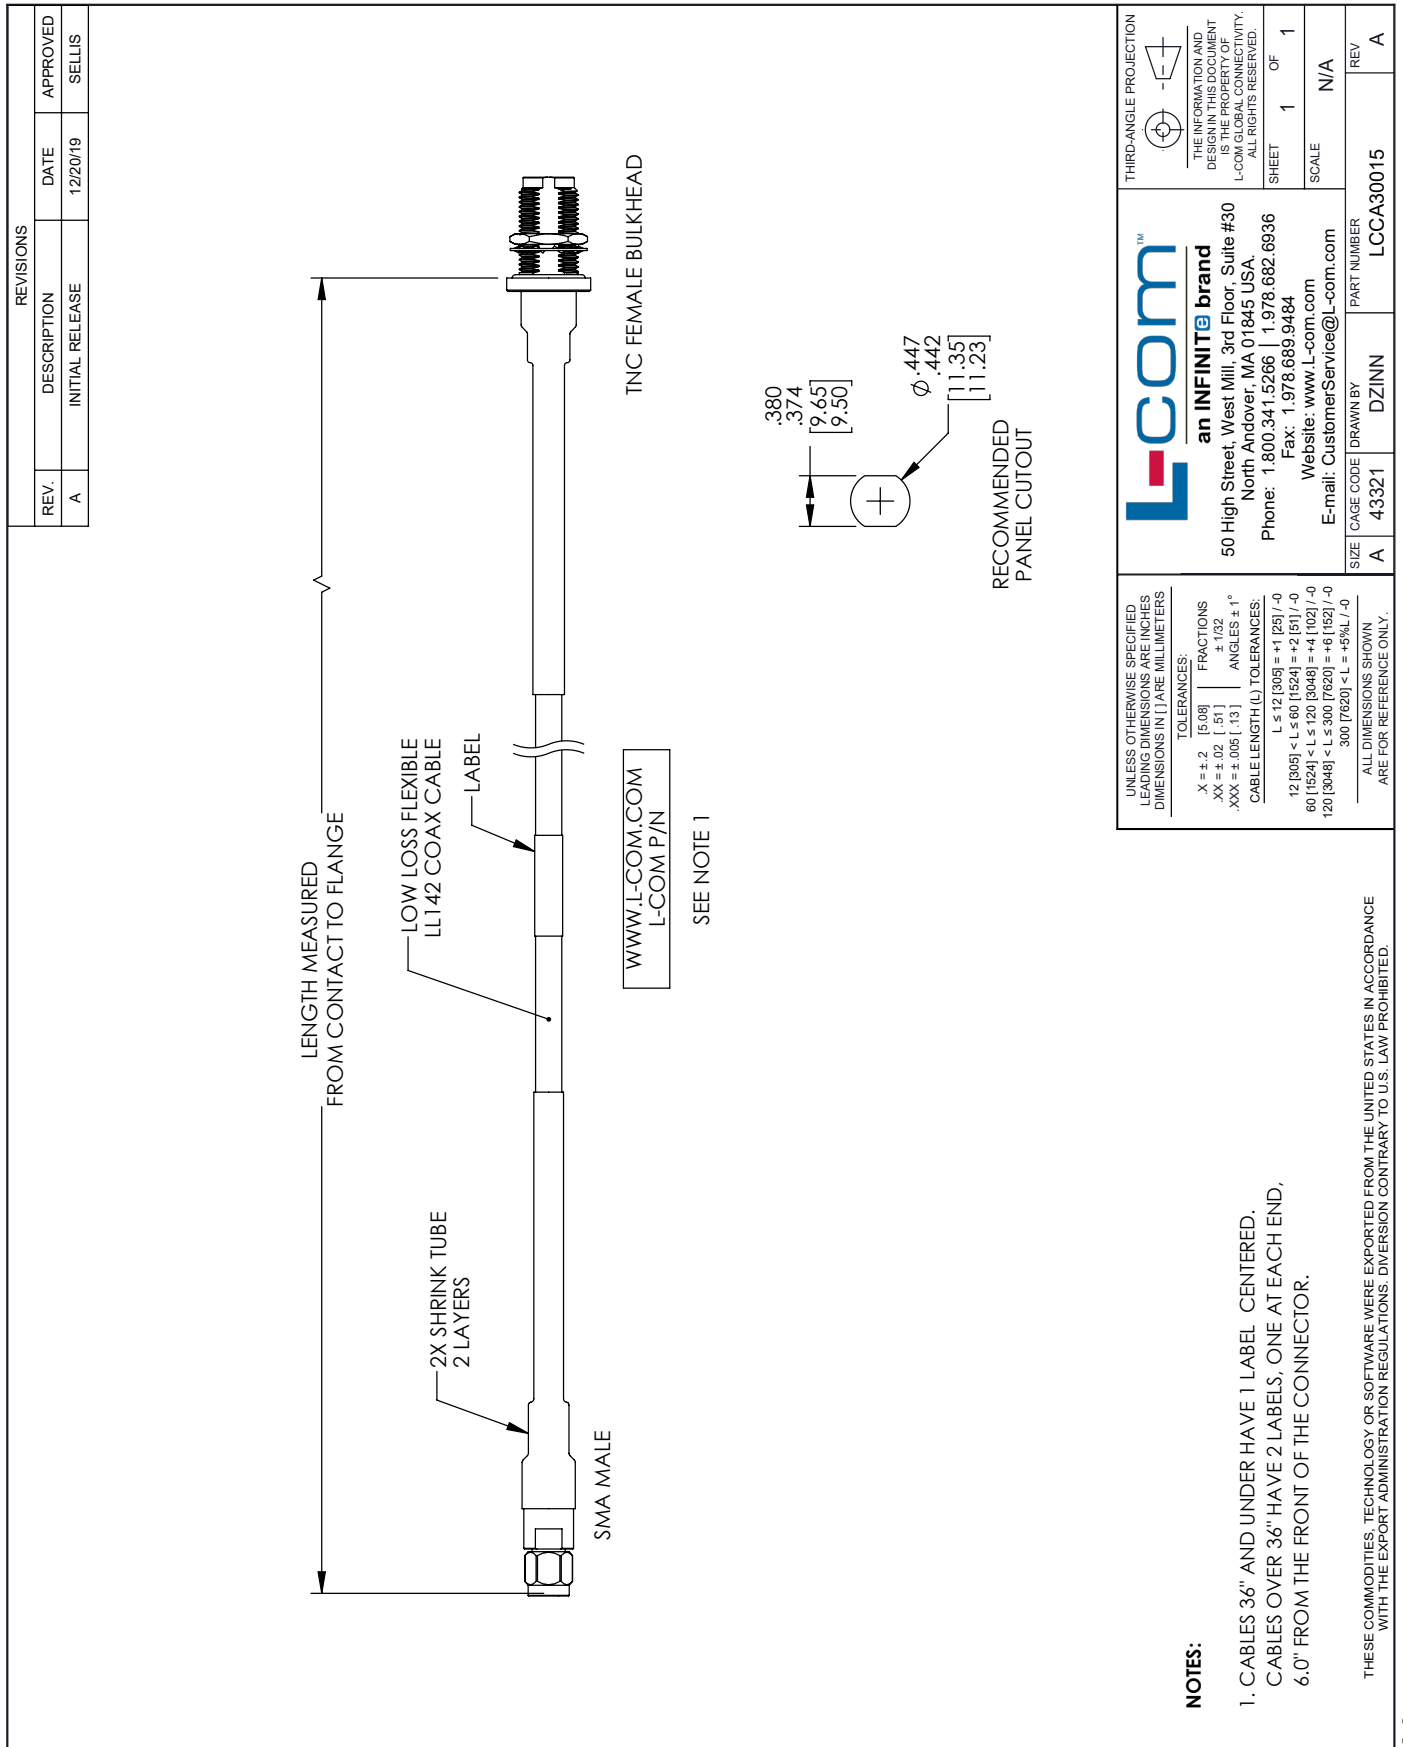 REVISIONS
REV. DESCRIPTION DATE APPROVED
A INITIAL RELEASE 12/20/19 SELLIS
LENGTH MEASURED
FROM CONTACT TO FLANGE
2X SHRINK TUBE
2 LAYERS
LOW LOSS FLEXIBLE
LL142 COAX CABLE
LABEL
SMA MALE
TNC FEMALE BULKHEAD
WWW.L-COM.COM
L-COM P/N
SEE NOTE 1
.380
.374
[9.65]
[9.50]
Ø .447
.442
[11.35]
[11.23]
RECOMMENDED
PANEL CUTOUT
NOTES:
1. CABLES 36" AND UNDER HAVE 1 LABEL CENTERED.
CABLES OVER 36" HAVE 2 LABELS, ONE AT EACH END,
6.0" FROM THE FRONT OF THE CONNECTOR.
THESE COMMODITIES, TECHNOLOGY OR SOFTWARE WERE EXPORTED FROM THE UNITED STATES IN ACCORDANCE
WITH THE EXPORT ADMINISTRATION REGULATIONS. DIVERSION CONTRARY TO U.S. LAW PROHIBITED.
UNLESS OTHERWISE SPECIFIED
LEADING DIMENSIONS ARE INCHES
DIMENSIONS IN [ ] ARE MILLIMETERS
TOLERANCES:
.X = ±.2 [5.08] FRACTIONS
.XX = ±.02 [ .51 ] ± 1/32
.XXX = ±.005 [ .13 ] ANGLES ± 1°
CABLE LENGTH (L) TOLERANCES:
L ≤ 12 [305] = +1 [25] / -0
12 [305] < L ≤ 60 [1524] = +2 [51] / -0
60 [1524] < L ≤ 120 [3048] = +4 [102] / -0
120 [3048] < L ≤ 300 [7620] = +6 [152] / -0
300 [7620] < L = +5%L / -0
ALL DIMENSIONS SHOWN
ARE FOR REFERENCE ONLY.
L-com™
an INFINITe brand
50 High Street, West Mill, 3rd Floor, Suite #30
North Andover, MA 01845 USA.
Phone: 1.800.341.5266 | 1.978.682.6936
Fax: 1.978.689.9484
Website: www.L-com.com
E-mail: CustomerService@L-com.com
THIRD-ANGLE PROJECTION
THE INFORMATION AND
DESIGN IN THIS DOCUMENT
IS THE PROPERTY OF
L-COM GLOBAL CONNECTIVITY.
ALL RIGHTS RESERVED.
SHEET 1 OF 1
SCALE N/A
SIZE A
CAGE CODE 43321
DRAWN BY DZINN
PART NUMBER LCCA30015
REV A